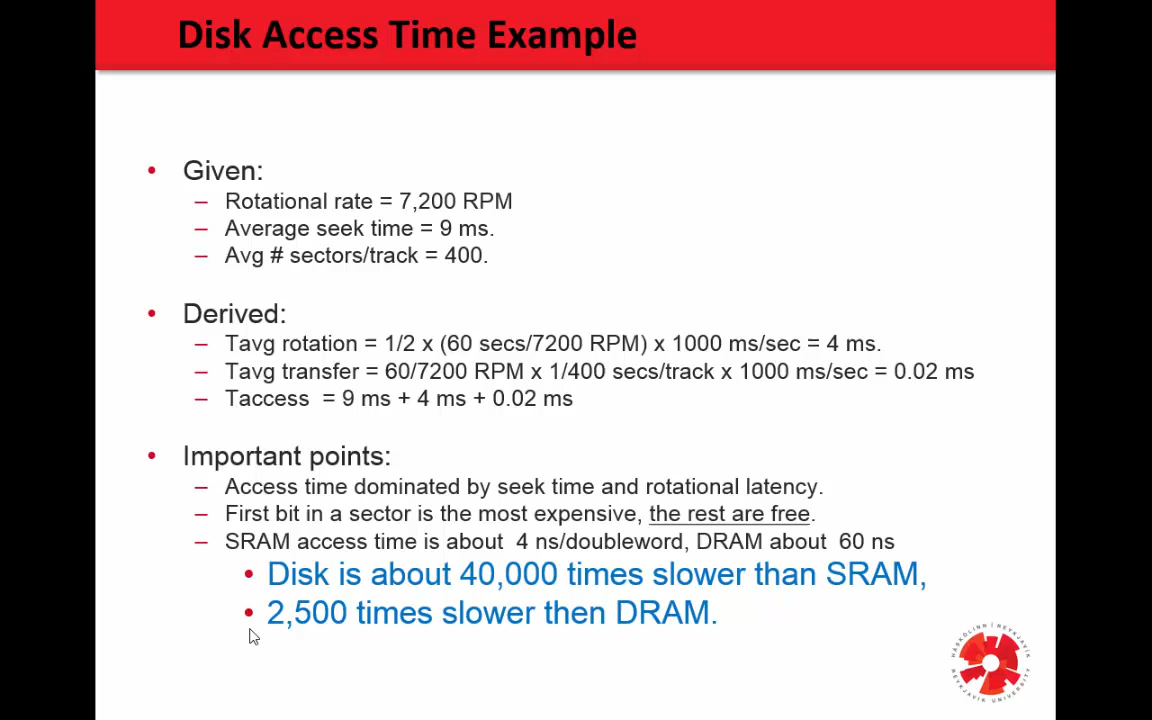 Disk Access Time Example
• Given:
– Rotational rate = 7,200 RPM
– Average seek time = 9 ms.
– Avg # sectors/track = 400.
• Derived:
– Tavg rotation = 1/2 x (60 secs/7200 RPM) x 1000 ms/sec = 4 ms.
– Tavg transfer = 60/7200 RPM x 1/400 secs/track x 1000 ms/sec = 0.02 ms
– Taccess = 9 ms + 4 ms + 0.02 ms
• Important points:
– Access time dominated by seek time and rotational latency.
– First bit in a sector is the most expensive, the rest are free.
– SRAM access time is about 4 ns/doubleword, DRAM about 60 ns
• Disk is about 40,000 times slower than SRAM,
• 2,500 times slower then DRAM.
HÁSKÓLINN | REYKJAVÍK
REYKJAVIK UNIVERSITY